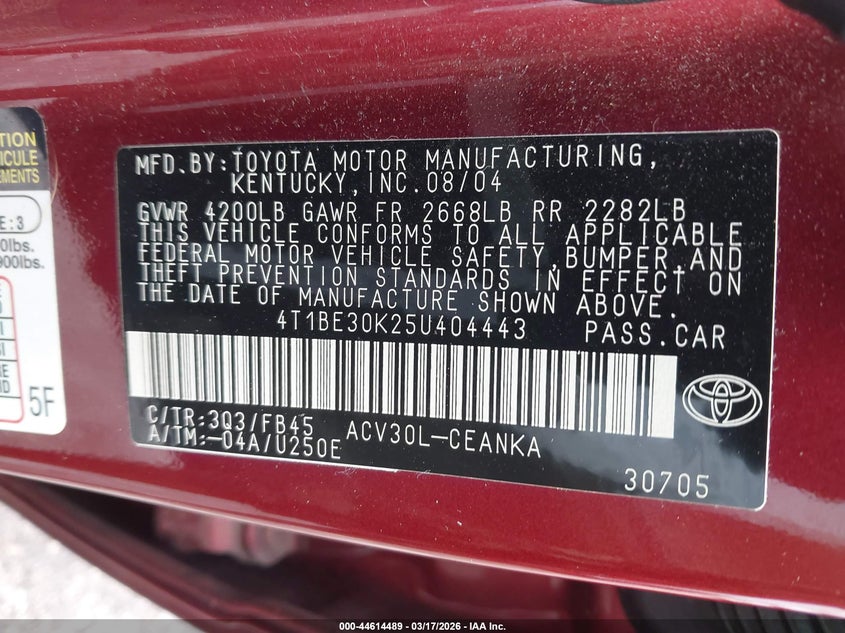 TION
VEHICULE
EMENTS
E:3
0lbs.
900lbs.
5F
MFD.BY:TOYOTA MOTOR MANUFACTURING,
KENTUCKY,INC.08/04
GVWR 4200LB GAWR FR 2668LB RR 2282LB
THIS VEHICLE CONFORMS TO ALL APPLICABLE
FEDERAL MOTOR VEHICLE SAFETY,BUMPER,AND
THEFT PREVENTION STANDARDS IN EFFECT ON
THE DATE OF MANUFACTURE SHOWN ABOVE.
4T1BE30K25U404443 PASS.CAR
C/TR:3Q3/FB45 ACV30L-CEANKA
A/TM:-04A/U250E
30705
000-44614489 - 03/17/2026 - IAA Inc.